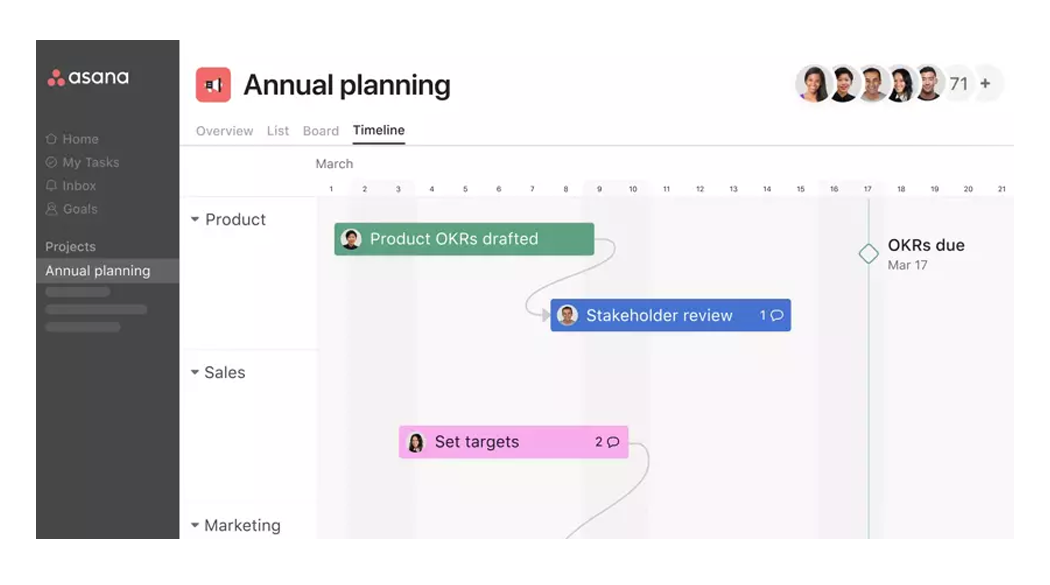 asana
Annual planning
71 +
Overview List Board Timeline
Home
My Tasks
Inbox
Goals
Projects
Annual planning
March
1 2 3 4 5 6 7 8 9 10 11 12 13 14 15 16 17 18 19 20 21
Product
Product OKRs drafted
OKRs due
Mar 17
Stakeholder review 1
Sales
Set targets 2
Marketing